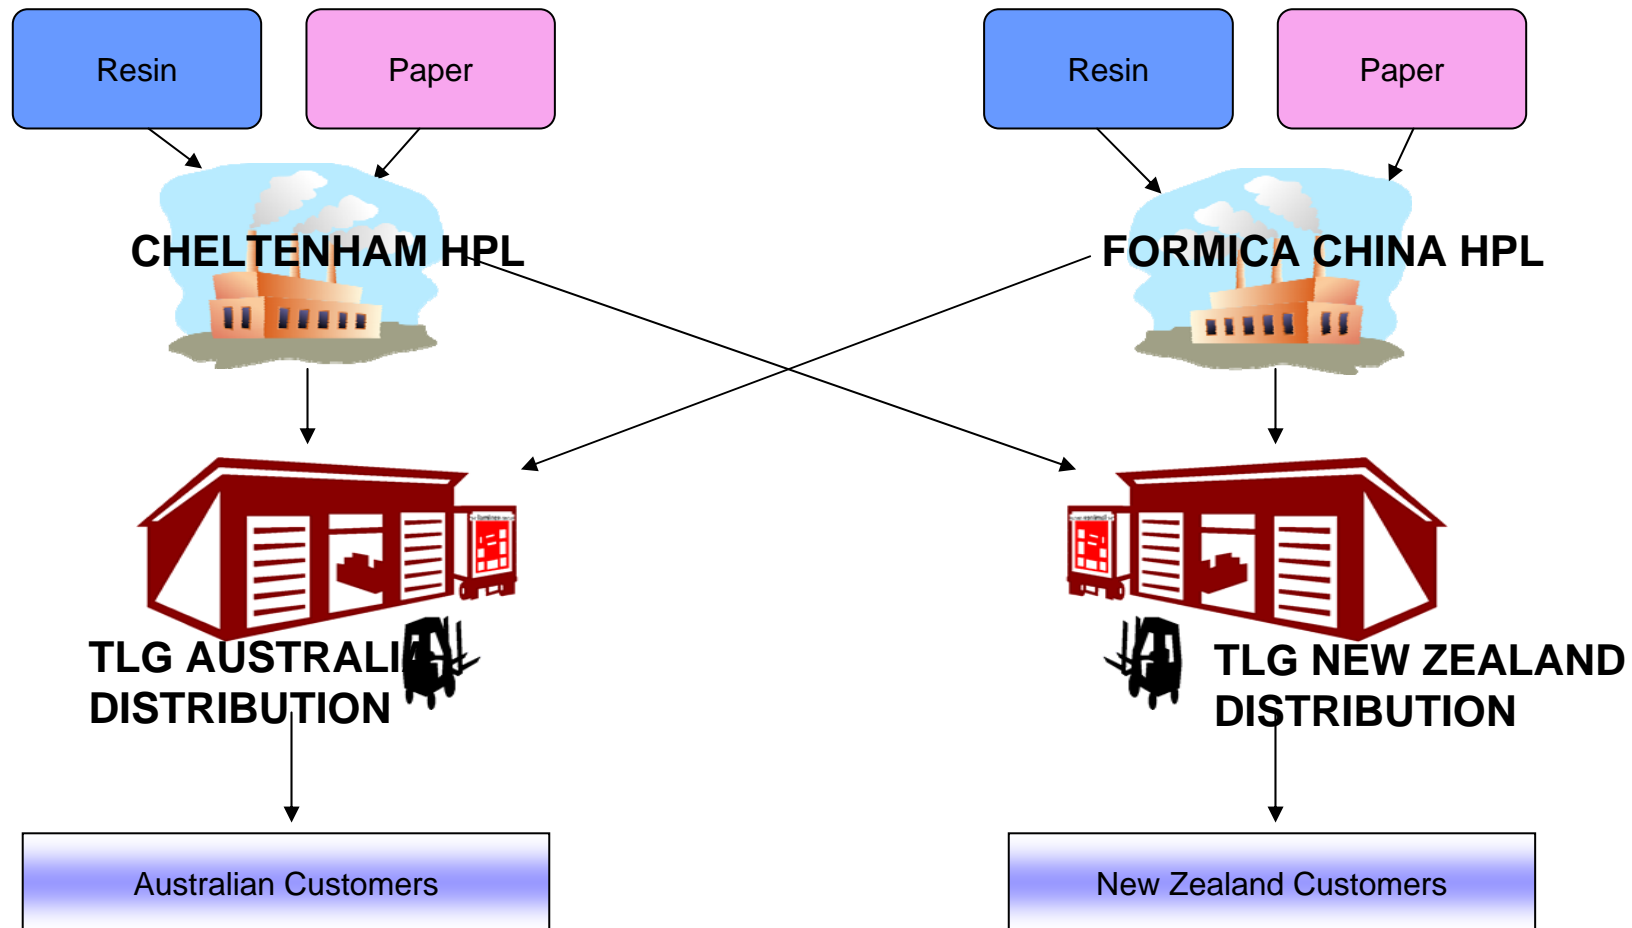 Resin
Paper
Resin
Paper
CHELTENHAM HPL
FORMICA CHINA HPL
TLG AUSTRALIA
DISTRIBUTION
TLG NEW ZEALAND
DISTRIBUTION
Australian Customers
New Zealand Customers